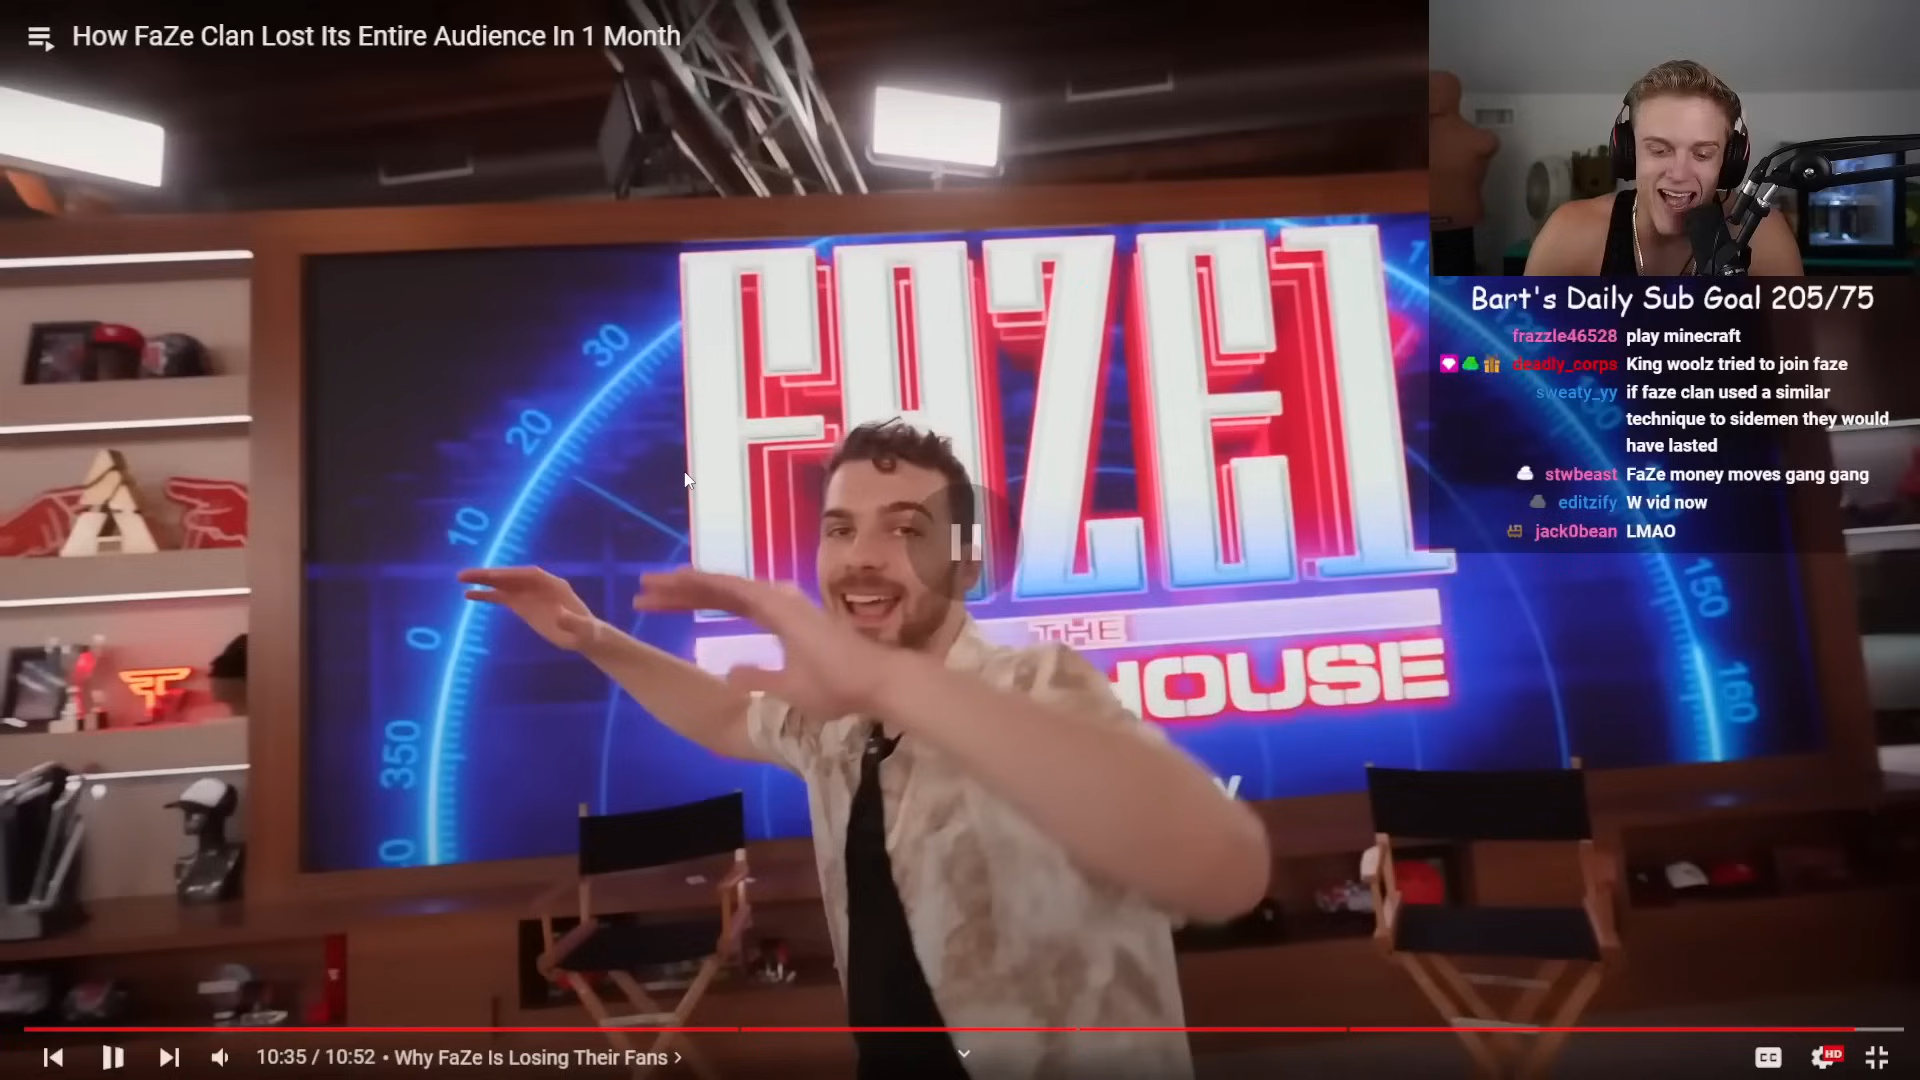 How FaZe Clan Lost Its Entire Audience In 1 Month
FAZE1
THE
HOUSE
30
20
10
0
350
150
160
Bart's Daily Sub Goal 205/75
frazzle46528 play minecraft
deadly_corps King woolz tried to join faze
sweaty_yy if faze clan used a similar
technique to sidemen they would
have lasted
stwbeast FaZe money moves gang gang
editzify W vid now
jack0bean LMAO
10:35 / 10:52 • Why FaZe Is Losing Their Fans ›
CC
HD